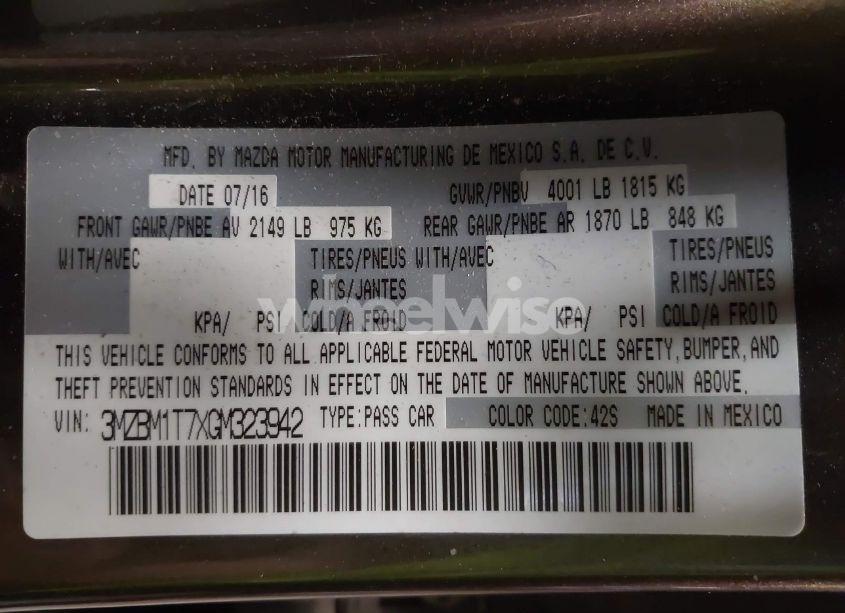 MFD. BY MAZDA MOTOR MANUFACTURING DE MEXICO S.A. DE C.V.
DATE 07/16 GVWR/PNBV 4001 LB 1815 KG
FRONT GAWR/PNBE AV 2149 LB 975 KG REAR GAWR/PNBE AR 1870 LB 848 KG
WITH/AVEC TIRES/PNEUS WITH/AVEC TIRES/PNEUS
RIMS/JANTES RIMS/JANTES
KPA/ PSI COLD/A FROID KPA/ PSI COLD/A FROID
wheelwise
THIS VEHICLE CONFORMS TO ALL APPLICABLE FEDERAL MOTOR VEHICLE SAFETY, BUMPER, AND
THEFT PREVENTION STANDARDS IN EFFECT ON THE DATE OF MANUFACTURE SHOWN ABOVE.
VIN: 3MZBM1T7XGM323942 TYPE:PASS CAR COLOR CODE:42S MADE IN MEXICO